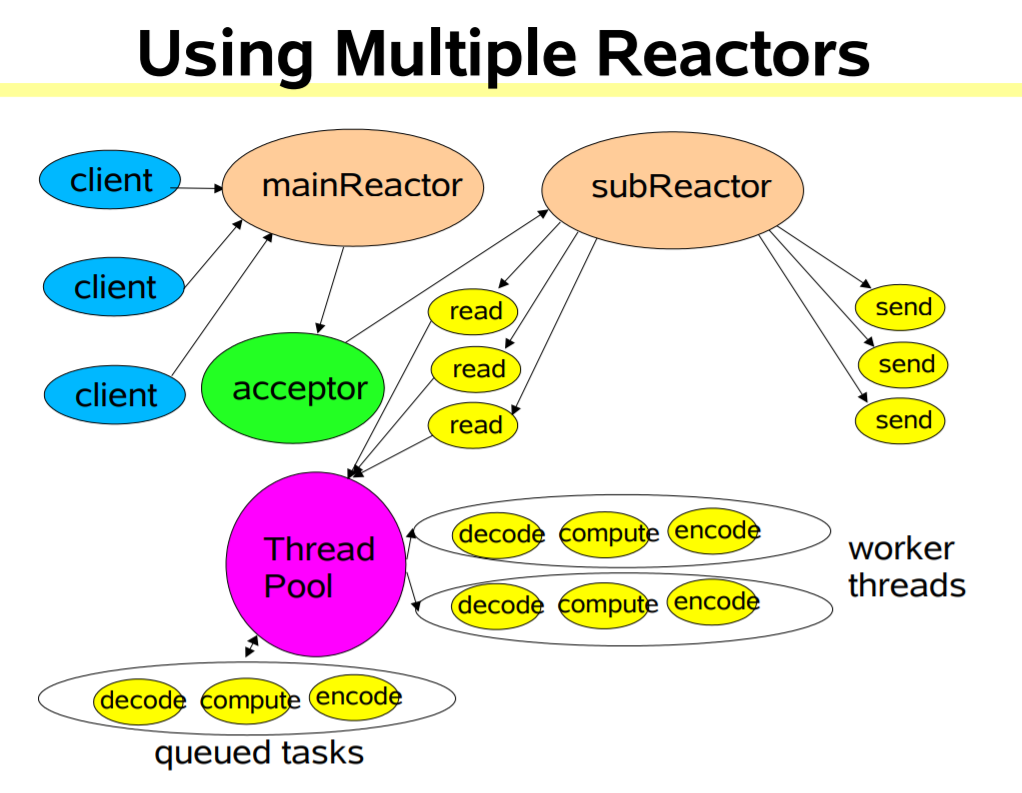 Using Multiple Reactors
client
mainReactor
subReactor
client
client
acceptor
read
read
read
send
send
send
Thread
Pool
decode compute encode
decode compute encode
worker
threads
decode compute encode
queued tasks